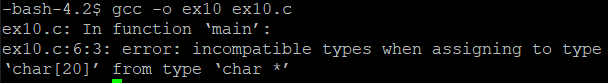 -bash-4.2$ gcc -o ex10 ex10.c
ex10.c: In function ‘main’:
ex10.c:6:3: error: incompatible types when assigning to type
‘char[20]’ from type ‘char *’